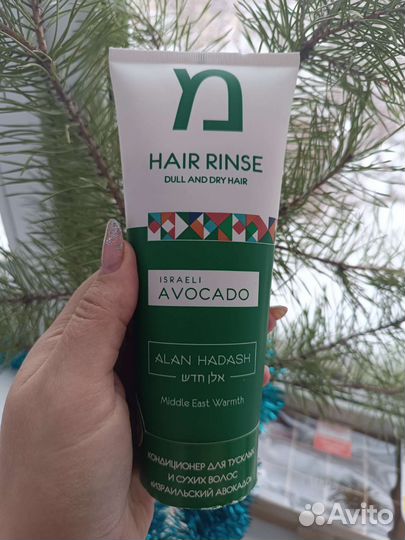 מ
HAIR RINSE
DULL AND DRY HAIR
ISRAELI
AVOCADO
ALAN HADASH
אלן חדש
Middle East Warmth
КОНДИЦИОНЕР ДЛЯ ТУСКЛЫХ
И СУХИХ ВОЛОС
«ИЗРАИЛЬСКИЙ АВОКАДО»
Avito